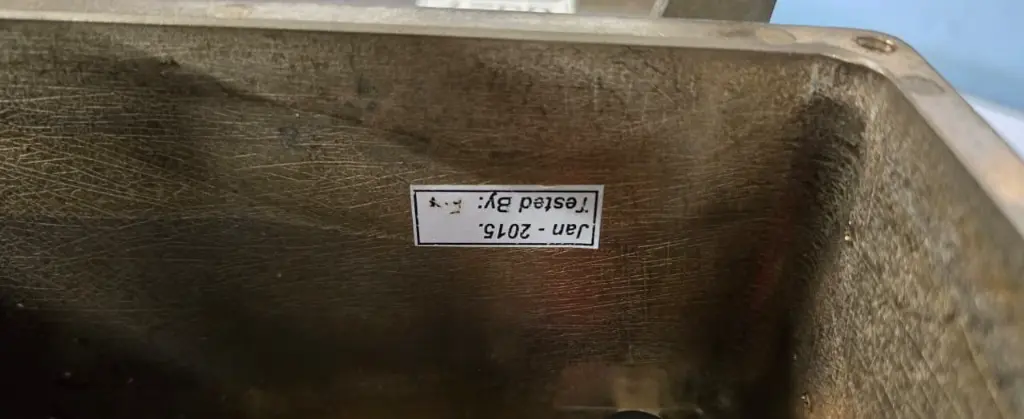 Jan - 2015.
Tested By: